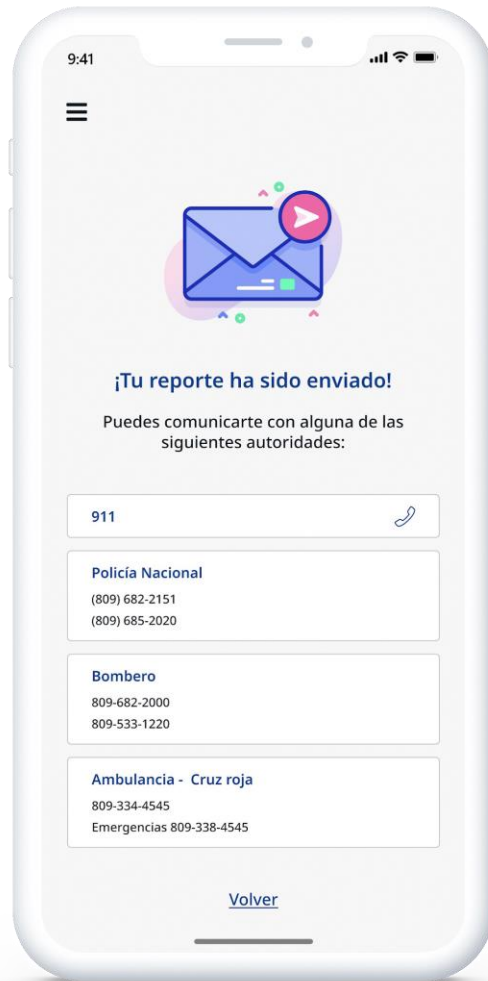 9:41
¡Tu reporte ha sido enviado!
Puedes comunicarte con alguna de las
siguientes autoridades:
911
Policía Nacional
(809) 682-2151
(809) 685-2020
Bombero
809-682-2000
809-533-1220
Ambulancia - Cruz roja
809-334-4545
Emergencias 809-338-4545
Volver